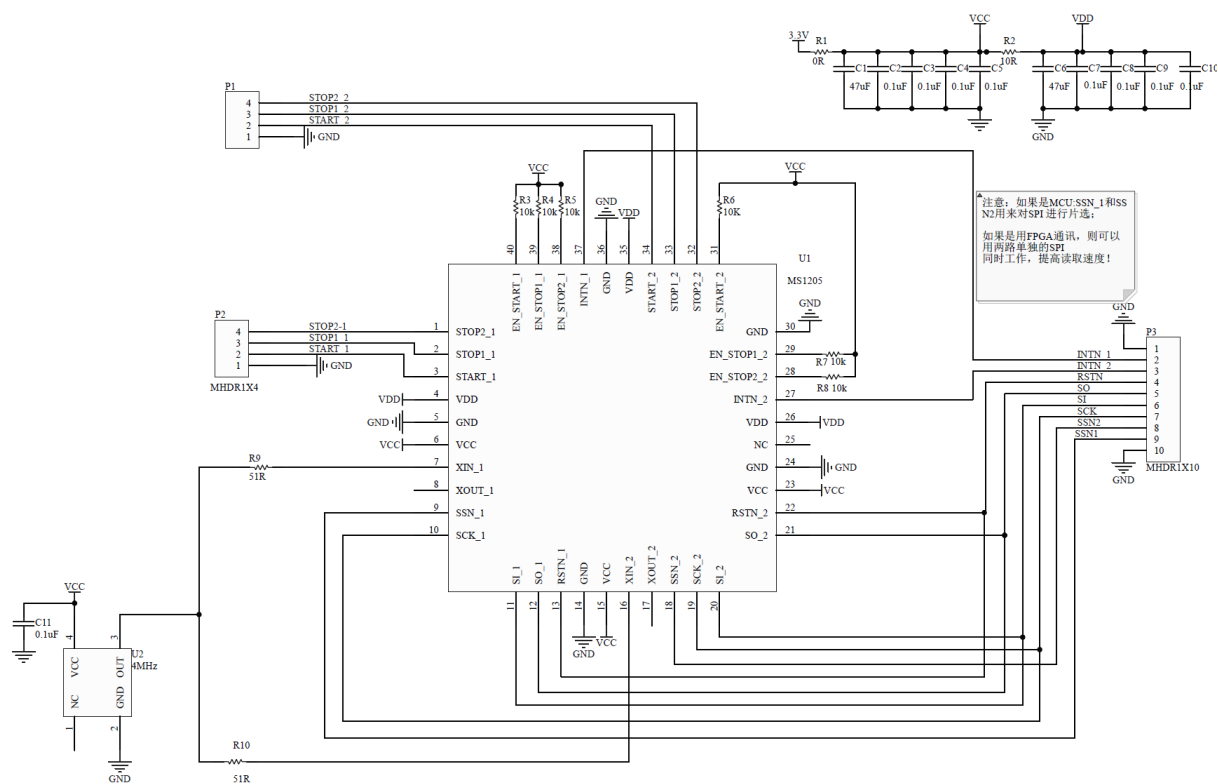 VCC
VDD
3.3V
R1
0R
R2
10R
C1
C2
C3
C4
C5
C6
C7
C8
C9
C10
47uF
0.1uF
0.1uF
0.1uF
0.1uF
47uF
0.1uF
0.1uF
0.1uF
0.1uF
GND
GND
P1
4
3
2
1
STOP2_2
STOP1_2
START_2
GND
VCC
R3
10k
R4
10k
R5
10k
GND
VDD
VCC
R6
10K
注意：如果是MCU:SSN_1和SS
N2用来对SPI 进行片选；
如果是用FPGA通讯，则可以
用两路单独的SPI
同时工作，提高读取速度！
40
39
38
37
36
35
34
33
32
31
EN_START_1
EN_STOP1_1
EN_STOP2_1
INTN_1
GND
VDD
START_2
STOP1_2
STOP2_2
EN_START_2
U1
MS1205
P2
4
3
2
1
MHDR1X4
STOP2-1
STOP1_1
START_1
GND
1
STOP2_1
2
STOP1_1
3
START_1
VDD
4
VDD
GND
5
GND
VCC
6
VCC
7
XIN_1
8
XOUT_1
9
SSN_1
10
SCK_1
GND
GND
30
EN_STOP1_2
29
R7 10k
EN_STOP2_2
28
R8 10k
INTN_2
27
VDD
26
VDD
NC
25
GND
24
GND
VCC
23
VCC
RSTN_2
22
SO_2
21
GND
P3
INTN_1
INTN_2
RSTN
SO
SI
SCK
SSN2
SSN1
1
2
3
4
5
6
7
8
9
10
GND
MHDR1X10
R9
51R
SI_1
SO_1
RSTN_1
GND
VCC
XIN_2
XOUT_2
SSN_2
SCK_2
SI_2
11
12
13
14
15
16
17
18
19
20
GND
VCC
VCC
C11
0.1uF
4
3
U2
4MHz
VCC
OUT
NC
GND
1
2
GND
R10
51R